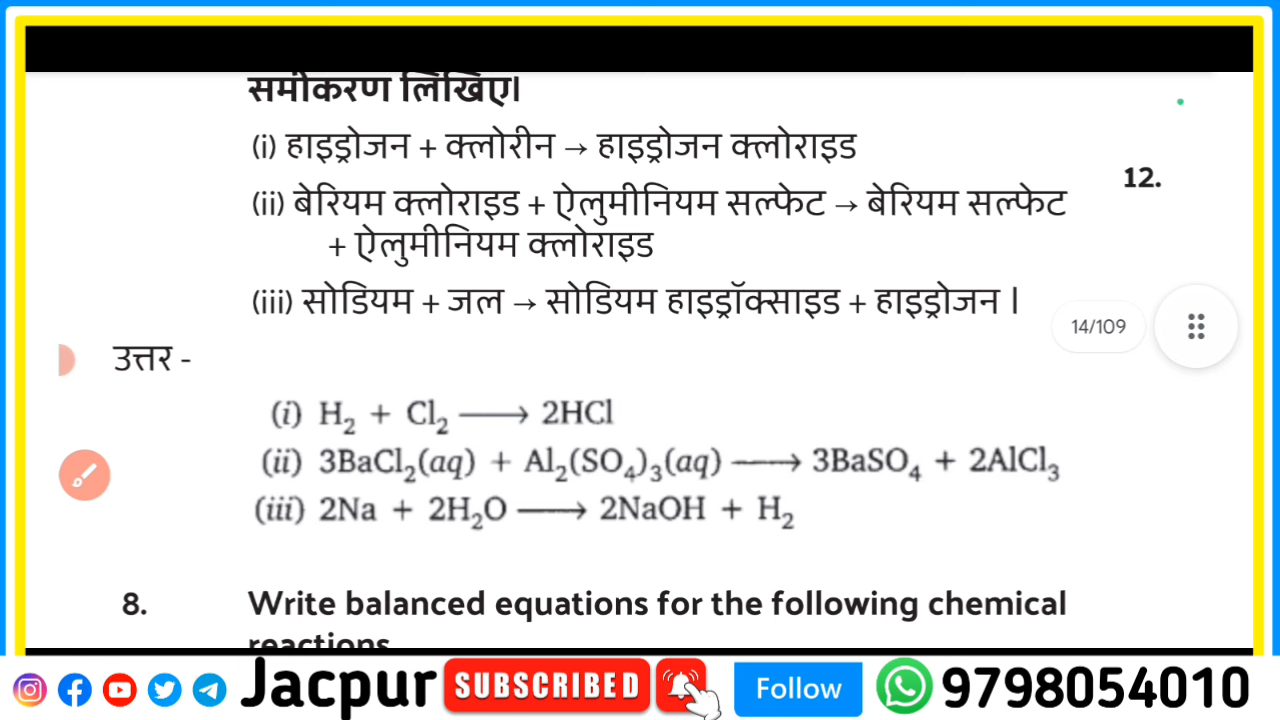 समीकरण लिखिए।
(i) हाइड्रोजन + क्लोरीन → हाइड्रोजन क्लोराइड
(ii) बेरियम क्लोराइड + ऐलुमीनियम सल्फेट → बेरियम सल्फेट
+ ऐलुमीनियम क्लोराइड
(iii) सोडियम + जल → सोडियम हाइड्रॉक्साइड + हाइड्रोजन |
12.
14/109
उत्तर -
(i) H₂ + Cl₂ ⟶ 2HCl
(ii) 3BaCl₂(aq) + Al₂(SO₄)₃(aq) ⟶ 3BaSO₄ + 2AlCl₃
(iii) 2Na + 2H₂O ⟶ 2NaOH + H₂
8. Write balanced equations for the following chemical
reactions
Jacpur SUBSCRIBED Follow 9798054010